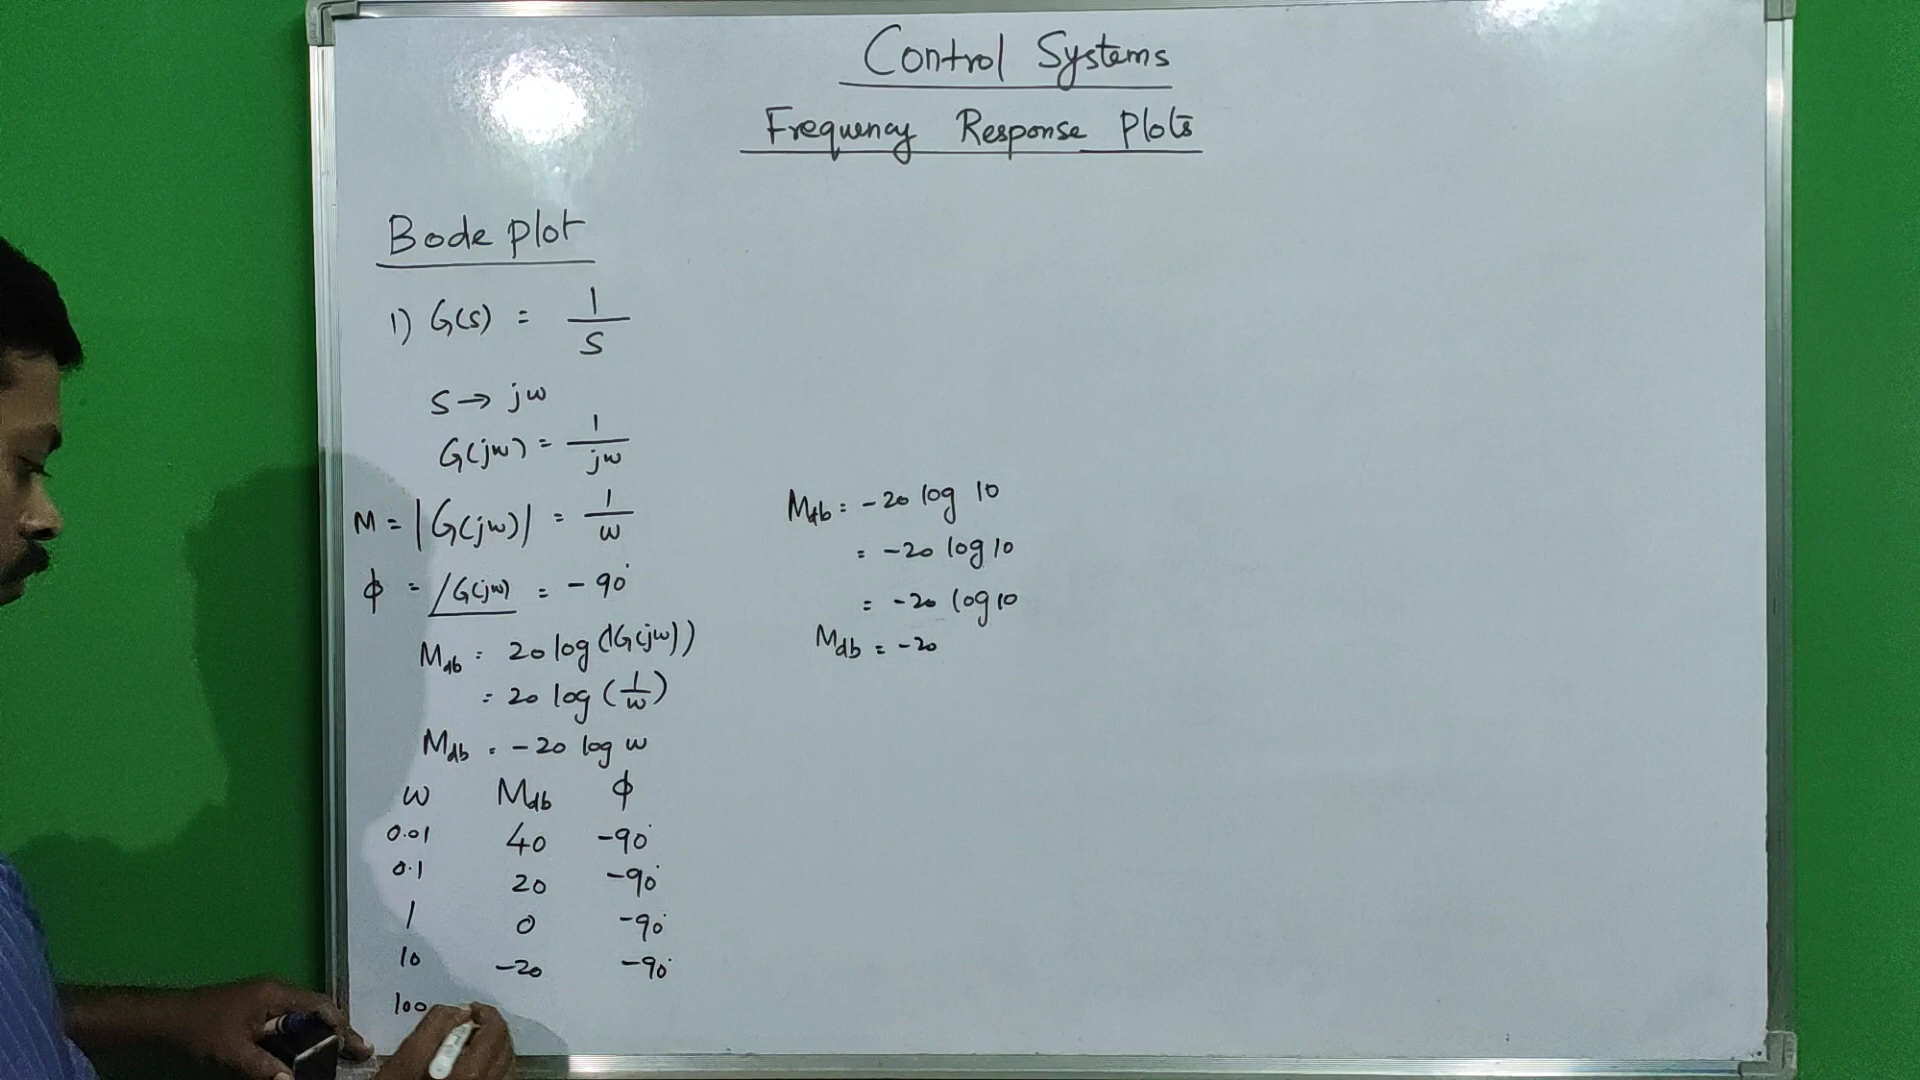 Control Systems
Frequency Response Plots
Bode plot
1) G(s) = 1/s
s → jω
G(jω) = 1/jω
M = |G(jω)| = 1/ω
ϕ = ∠G(jω) = -90°
Mdb = 20 log (|G(jω)|)
= 20 log (1/ω)
Mdb = -20 log ω
ω Mdb ϕ
0.01 40 -90°
0.1 20 -90°
1 0 -90°
10 -20 -90°
100
Mdb = -20 log 10
= -20 log 10
= -20 log 10
Mdb = -20